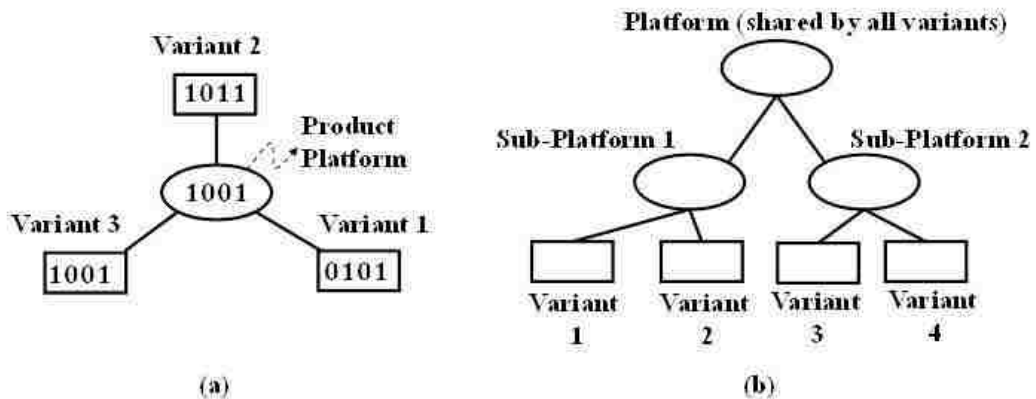 Variant 2
1011
Product
Platform
1001
Variant 3
1001
Variant 1
0101
(a)
Platform (shared by all variants)
Sub-Platform 1
Sub-Platform 2
Variant
1
Variant
2
Variant
3
Variant
4
(b)